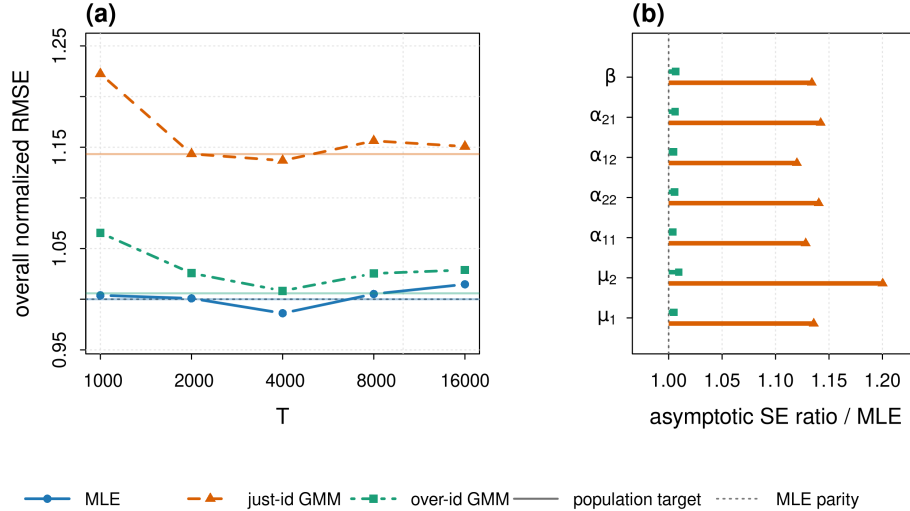 (a)
overall normalized RMSE
1.25
1.15
1.05
0.95
1000 2000 4000 8000 16000
T
(b)
β
α21
α12
α22
α11
μ2
μ1
1.00 1.05 1.10 1.15 1.20
asymptotic SE ratio / MLE
MLE just-id GMM over-id GMM population target MLE parity